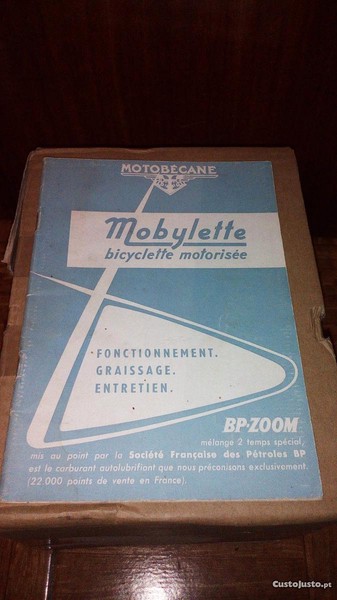 MOTOBECANE
Mobylette
bicyclette motorisée
FONCTIONNEMENT.
GRAISSAGE.
ENTRETIEN.
BP-ZOOM
mélange 2 temps spécial,
mis au point par la Société Française des Pétroles BP
est le carburant autolubrifiant que nous préconisons exclusivement.
(22.000 points de vente en France).
CustoJusto.pt